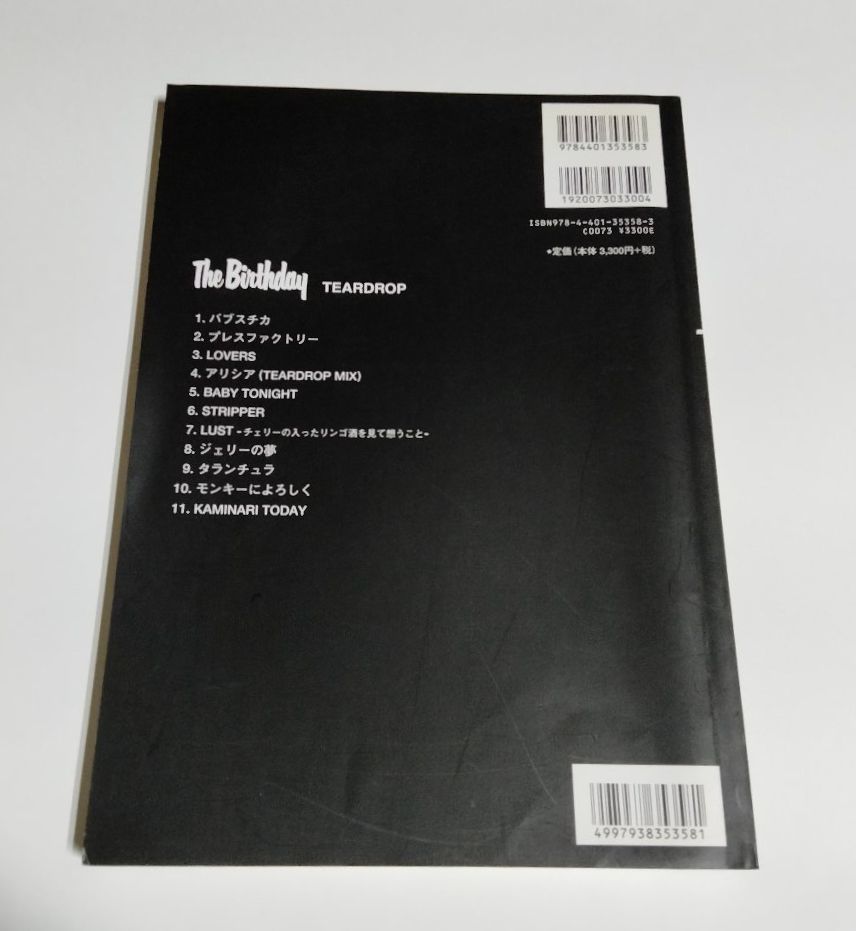 9784401353583
1920073033004
ISBN978-4-401-35358-3
C0073 ¥3300E
★定価(本体 3,300円+税)
The Birthday TEARDROP
1. バブスチカ
2. プレスファクトリー
3. LOVERS
4. アリシア (TEARDROP MIX)
5. BABY TONIGHT
6. STRIPPER
7. LUST -チェリーの入ったリンゴ酒を見て想うこと-
8. ジェリーの夢
9. タランチュラ
10. モンキーによろしく
11. KAMINARI TODAY
4997938353581